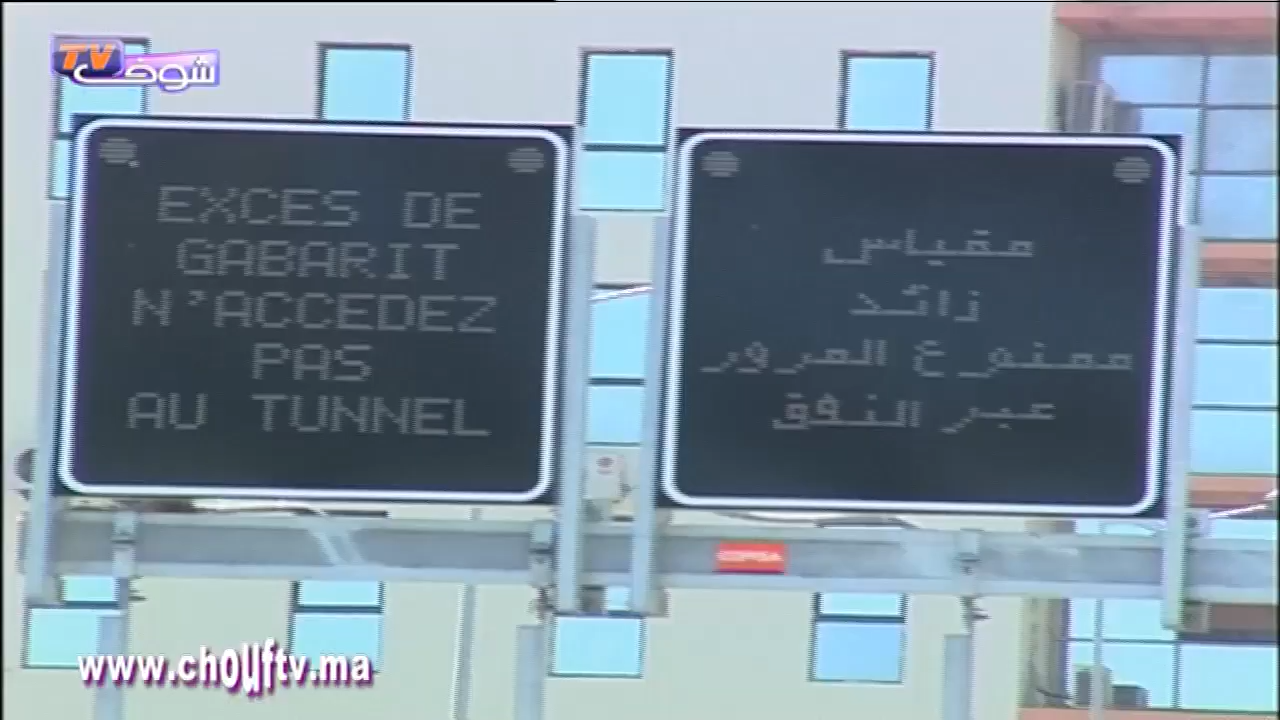 TV شوف
EXCES DE
GABARIT
N'ACCEDEZ
PAS
AU TUNNEL
مقياس
زائد
ممنوع المرور
عبر النفق
www.chouftv.ma